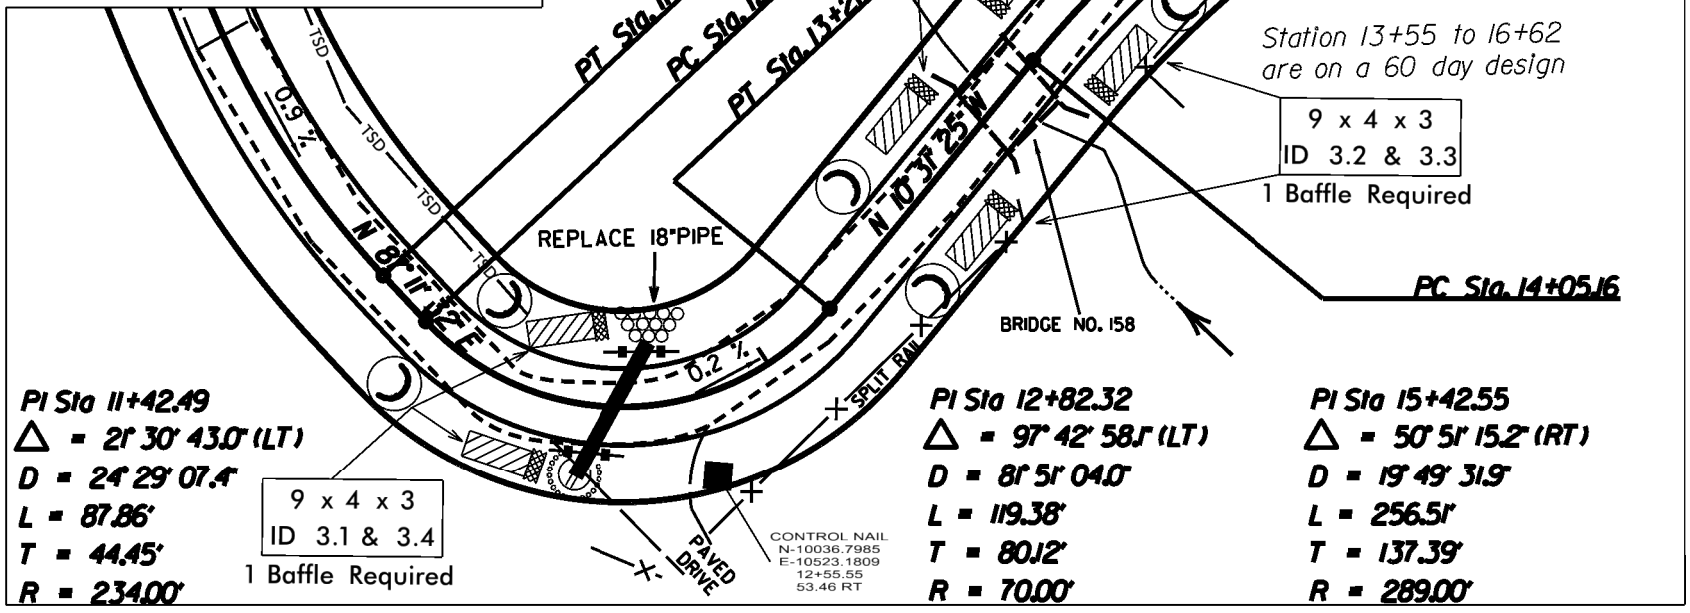 PC Sta. 
PT Sta. 13+2
Station 13+55 to 16+62
are on a 60 day design
9 x 4 x 3
ID 3.2 & 3.3
1 Baffle Required
TSD
TSD
TSD
TSD
0.9 %
N 81° 11' 12" E
N 10° 31' 25" W
REPLACE 18" PIPE
0.2 %
BRIDGE NO. 158
PC Sta. 14+05.16
SPLIT RAIL
PI Sta 11+42.49
Δ = 21° 30' 43.0" (LT)
D = 24° 29' 07.4"
L = 87.86'
T = 44.45'
R = 234.00'
9 x 4 x 3
ID 3.1 & 3.4
1 Baffle Required
PAVED
DRIVE
CONTROL NAIL
N-10036.7985
E-10523.1809
12+55.55
53.46 RT
PI Sta 12+82.32
Δ = 97° 42' 58.1" (LT)
D = 81° 51' 04.0"
L = 119.38'
T = 80.12'
R = 70.00'
PI Sta 15+42.55
Δ = 50° 51' 15.2" (RT)
D = 19° 49' 31.9"
L = 256.51'
T = 137.39'
R = 289.00'